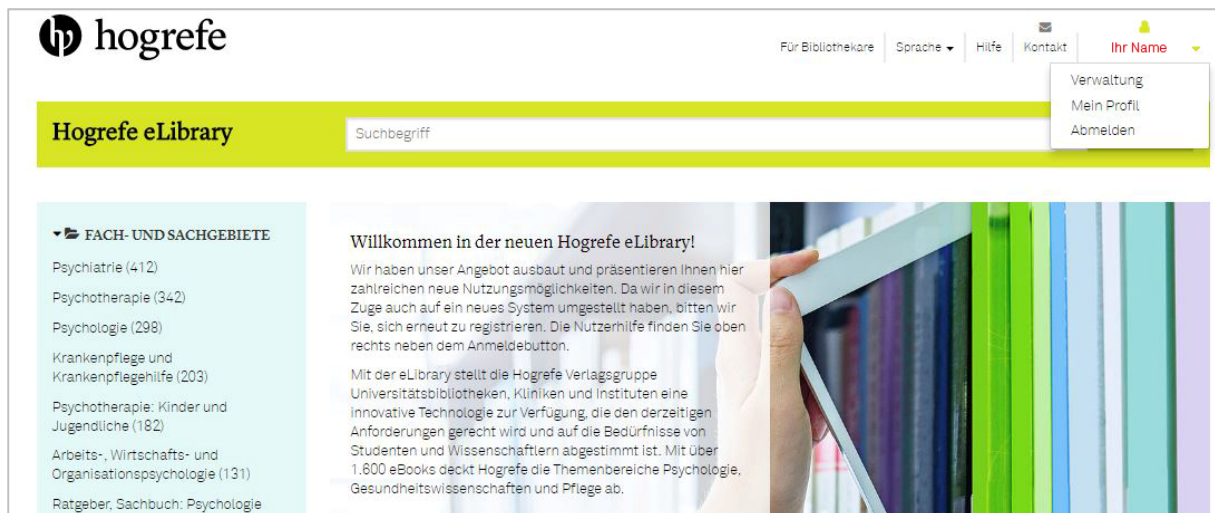 hogrefe
Für Bibliothekare
Sprache
Hilfe
Kontakt
Ihr Name
Verwaltung
Mein Profil
Abmelden
Hogrefe eLibrary
Suchbegriff
FACH- UND SACHGEBIETE
Psychiatrie (412)
Psychotherapie (342)
Psychologie (298)
Krankenpflege und
Krankenpflegehilfe (203)
Psychotherapie: Kinder und
Jugendliche (182)
Arbeits-, Wirtschafts- und
Organisationspsychologie (131)
Ratgeber, Sachbuch: Psychologie
Willkommen in der neuen Hogrefe eLibrary!
Wir haben unser Angebot ausbaut und präsentieren Ihnen hier
zahlreichen neue Nutzungsmöglichkeiten. Da wir in diesem
Zuge auch auf ein neues System umgestellt haben, bitten wir
Sie, sich erneut zu registrieren. Die Nutzerhilfe finden Sie oben
rechts neben dem Anmeldebutton.
Mit der eLibrary stellt die Hogrefe Verlagsgruppe
Universitätsbibliotheken, Kliniken und Instituten eine
innovative Technologie zur Verfügung, die den derzeitigen
Anforderungen gerecht wird und auf die Bedürfnisse von
Studenten und Wissenschaftlern abgestimmt ist. Mit über
1.600 eBooks deckt Hogrefe die Themenbereiche Psychologie,
Gesundheitswissenschaften und Pflege ab.